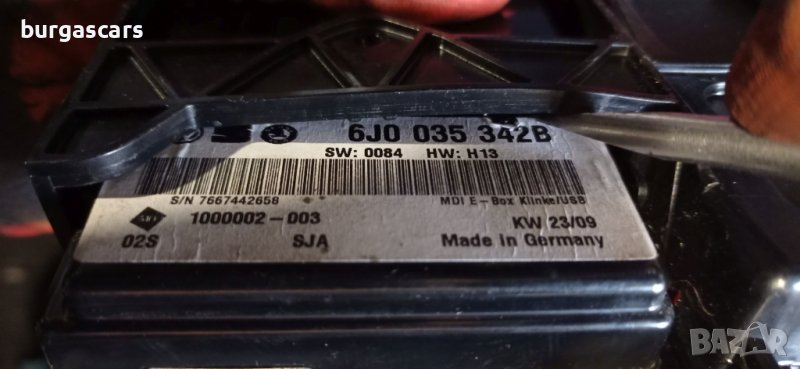 burgascars
6J0 035 342B
SW: 0084 HW: H13
S/N 7667442658 MDI E-Box Klinke/USB
1000002-003 KW 23/09
02S SJA Made in Germany
BAZAR